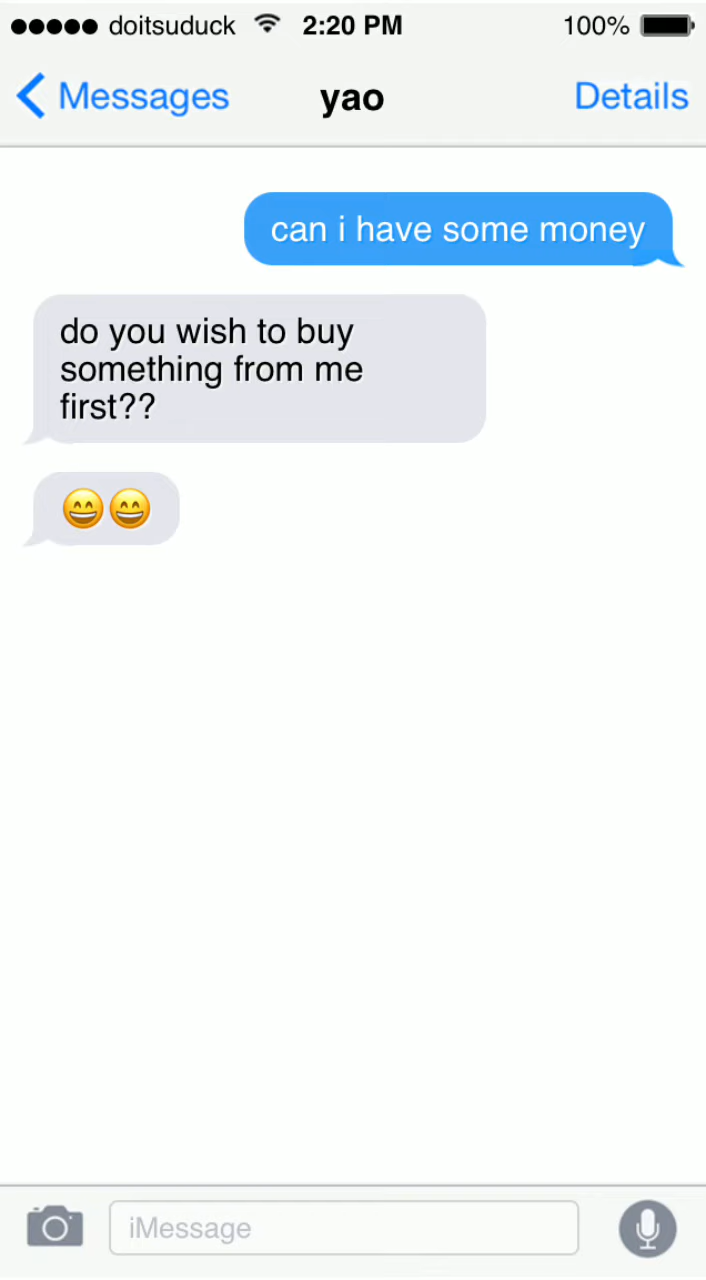 doitsuduck 2:20 PM 100%
Messages yao Details
can i have some money
do you wish to buy
something from me
first??
😄😄
iMessage